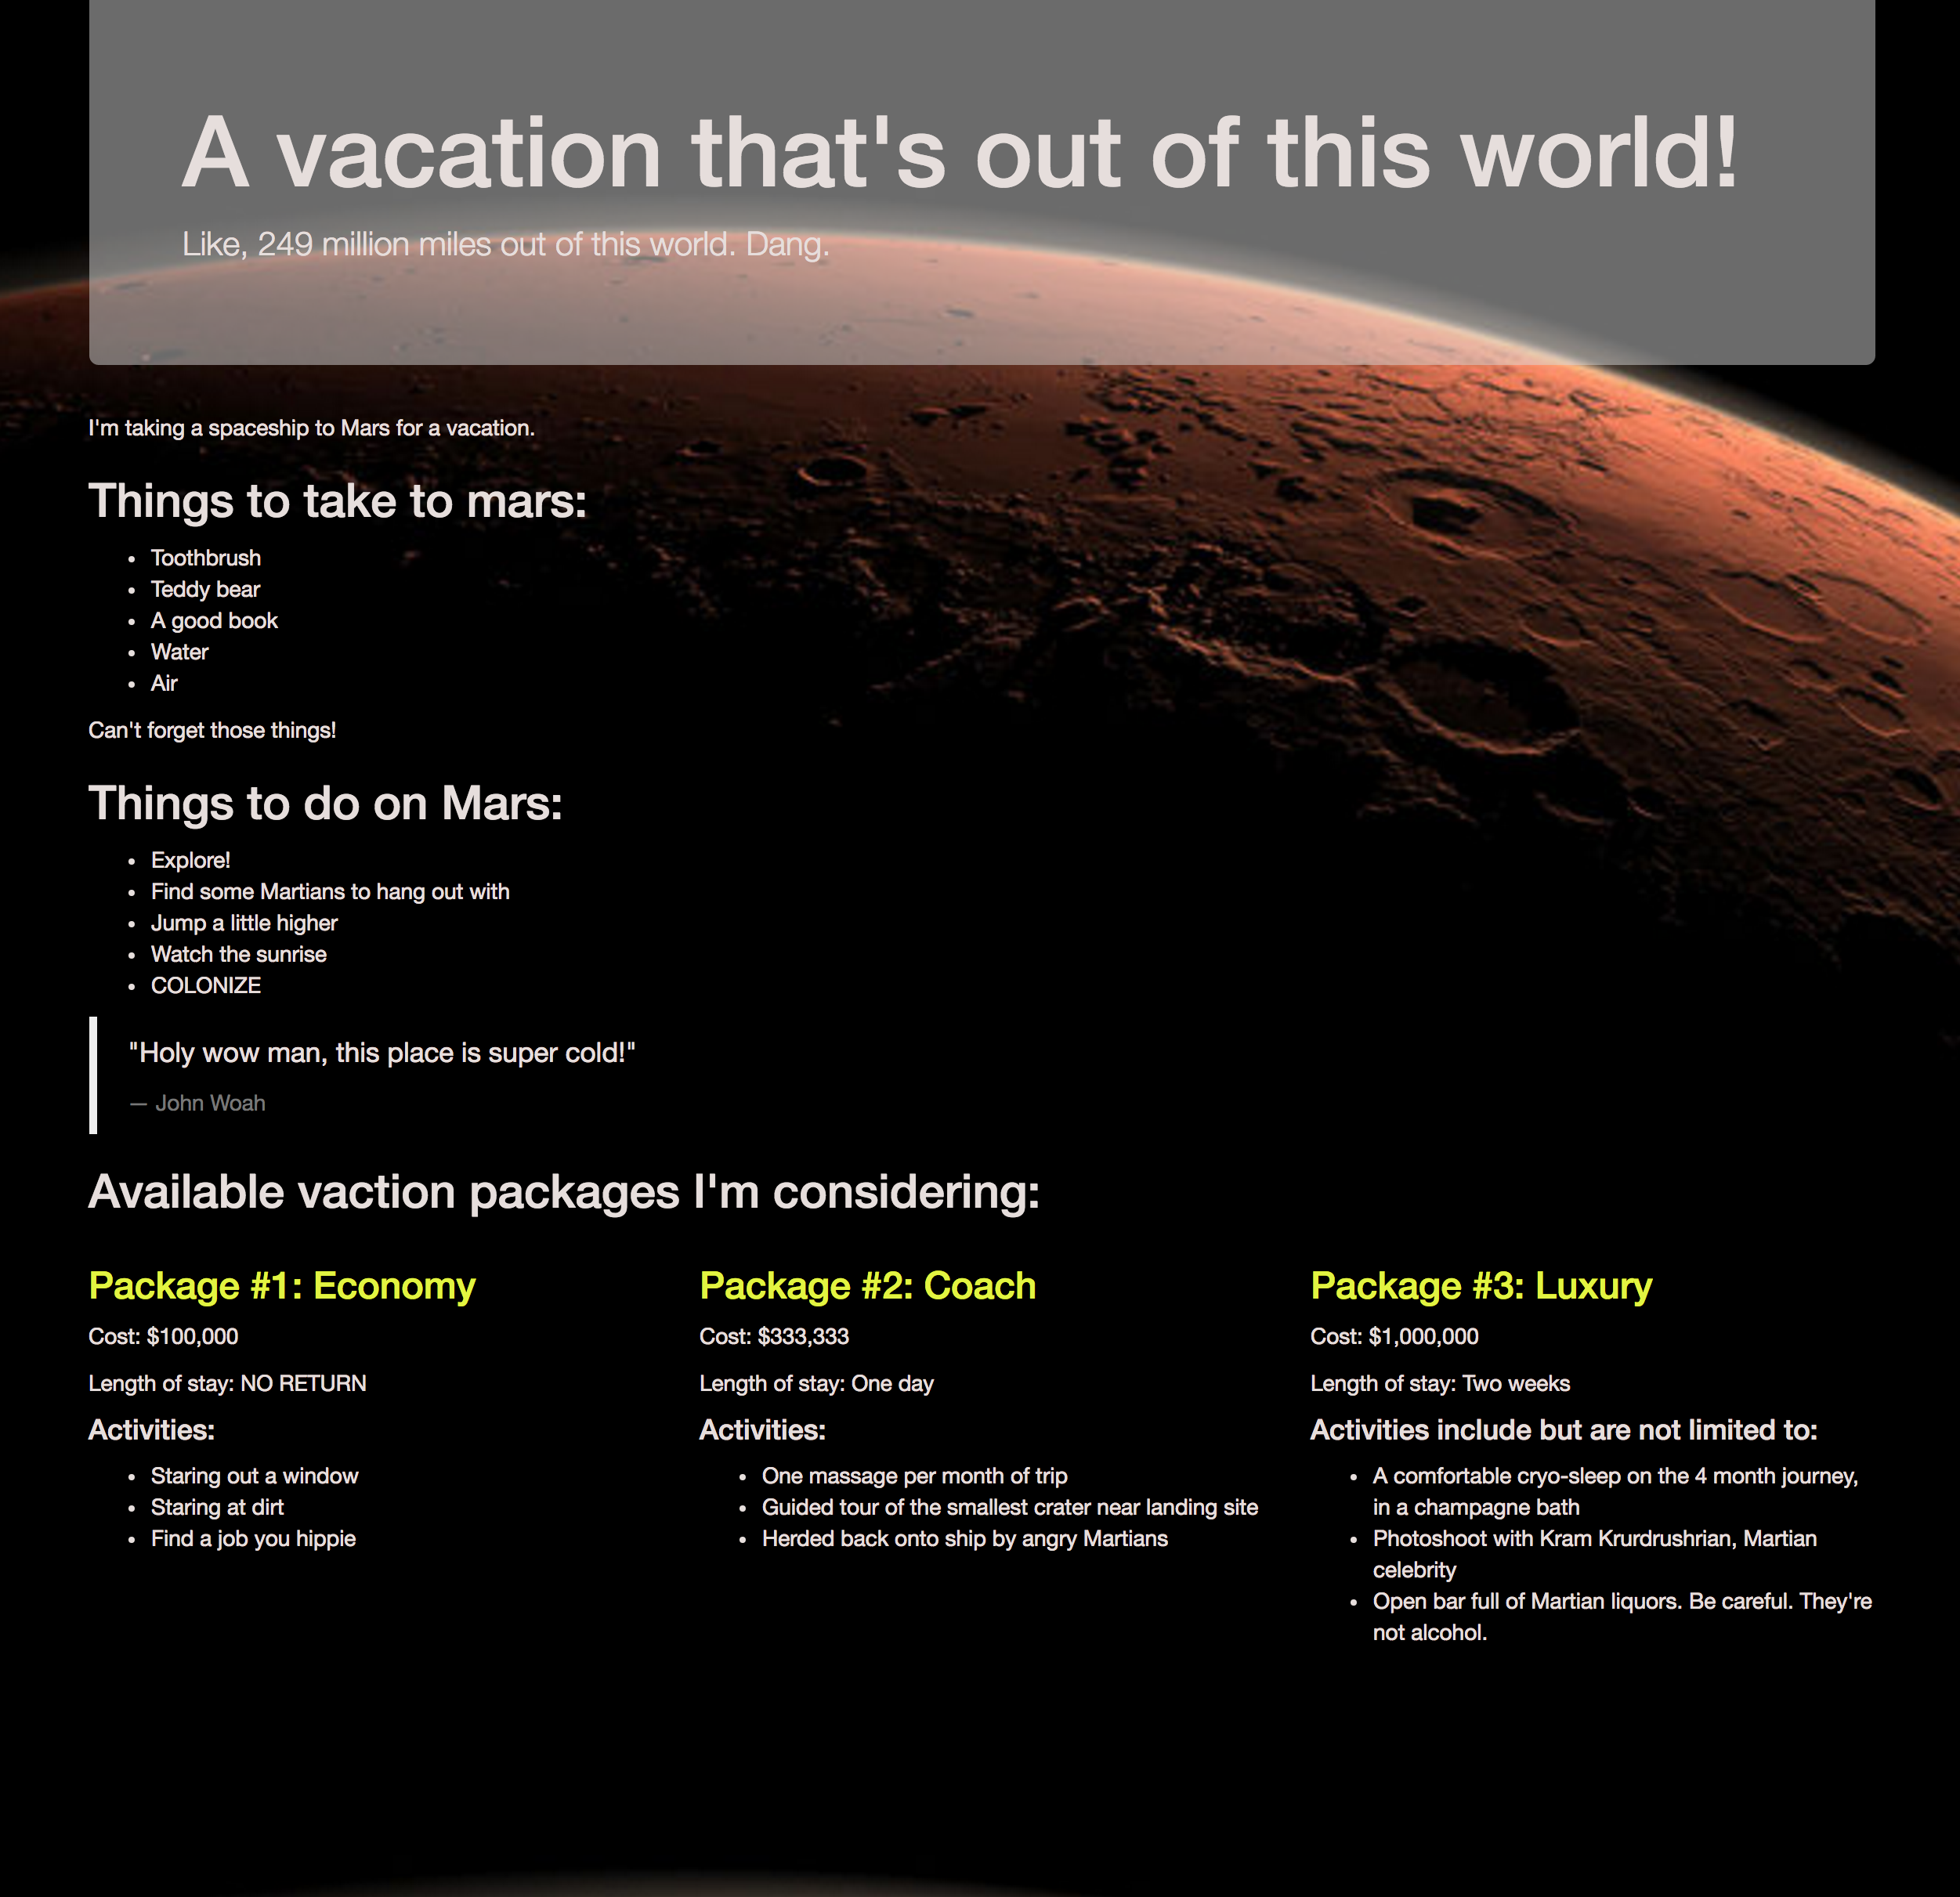 A vacation that's out of this world!
Like, 249 million miles out of this world. Dang.
I'm taking a spaceship to Mars for a vacation.
Things to take to mars:
Toothbrush
Teddy bear
A good book
Water
Air
Can't forget those things!
Things to do on Mars:
Explore!
Find some Martians to hang out with
Jump a little higher
Watch the sunrise
COLONIZE
"Holy wow man, this place is super cold!"
— John Woah
Available vaction packages I'm considering:
Package #1: Economy
Cost: $100,000
Length of stay: NO RETURN
Activities:
Staring out a window
Staring at dirt
Find a job you hippie
Package #2: Coach
Cost: $333,333
Length of stay: One day
Activities:
One massage per month of trip
Guided tour of the smallest crater near landing site
Herded back onto ship by angry Martians
Package #3: Luxury
Cost: $1,000,000
Length of stay: Two weeks
Activities include but are not limited to:
A comfortable cryo-sleep on the 4 month journey,
in a champagne bath
Photoshoot with Kram Krurdrushrian, Martian
celebrity
Open bar full of Martian liquors. Be careful. They're
not alcohol.